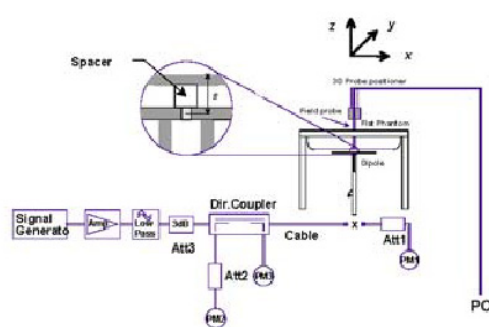 z
y
x
Spacer
s
3D Probe positioner
Field probe
Flat Phantom
Dipole
Signal
Generato
Amp
Low
Pass
3dB
Att3
Dir.Coupler
Cable
x
Att1
PM1
Att2
PM3
PM2
PC